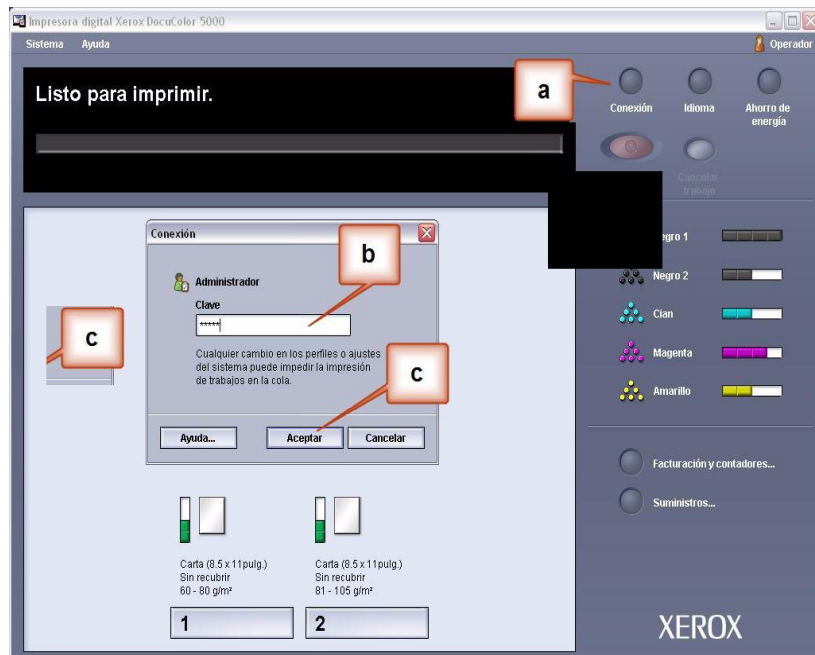 Impresora digital Xerox DocuColor 5000
Sistema Ayuda
Operador
Listo para imprimir.
a
Conexión
Idioma
Ahorro de
energía
Cancelar
trabajo
Conexión
b
Administrador
Clave
*****
Cualquier cambio en los perfiles o ajustes
del sistema puede impedir la impresión
de trabajos en la cola.
c
c
Ayuda...
Aceptar
Cancelar
egro 1
Negro 2
Cian
Magenta
Amarillo
Facturación y contadores...
Suministros...
Carta (8.5 x 11pulg.)
Sin recubrir
60 - 80 g/m²
1
Carta (8.5 x 11pulg.)
Sin recubrir
81 - 105 g/m²
2
XEROX